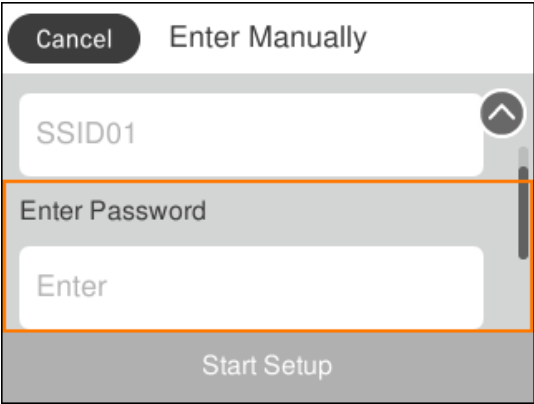 Cancel Enter Manually
SSID01
Enter Password
Enter
Start Setup